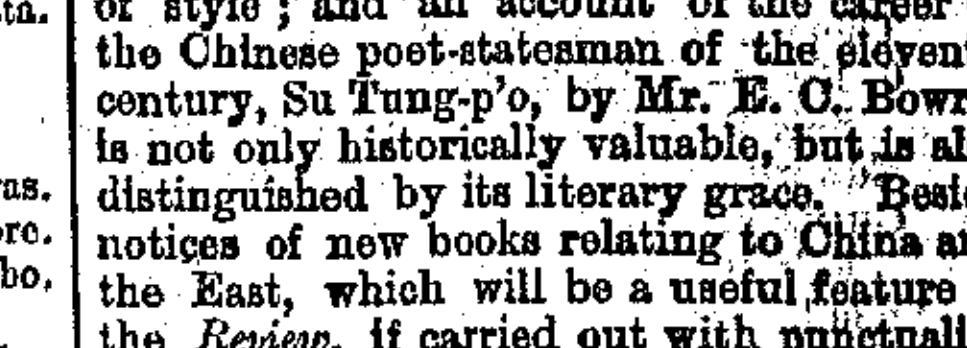 of style ; and an account of the career
the Chinese poet-statesman of the eleven
century, Su Tung-p'o, by Mr. E. C. Bowr
is not only historically valuable, but is al
distinguished by its literary grace. Besid
notices of new books relating to China an
the East, which will be a useful feature
the Review, if carried out with punctuali